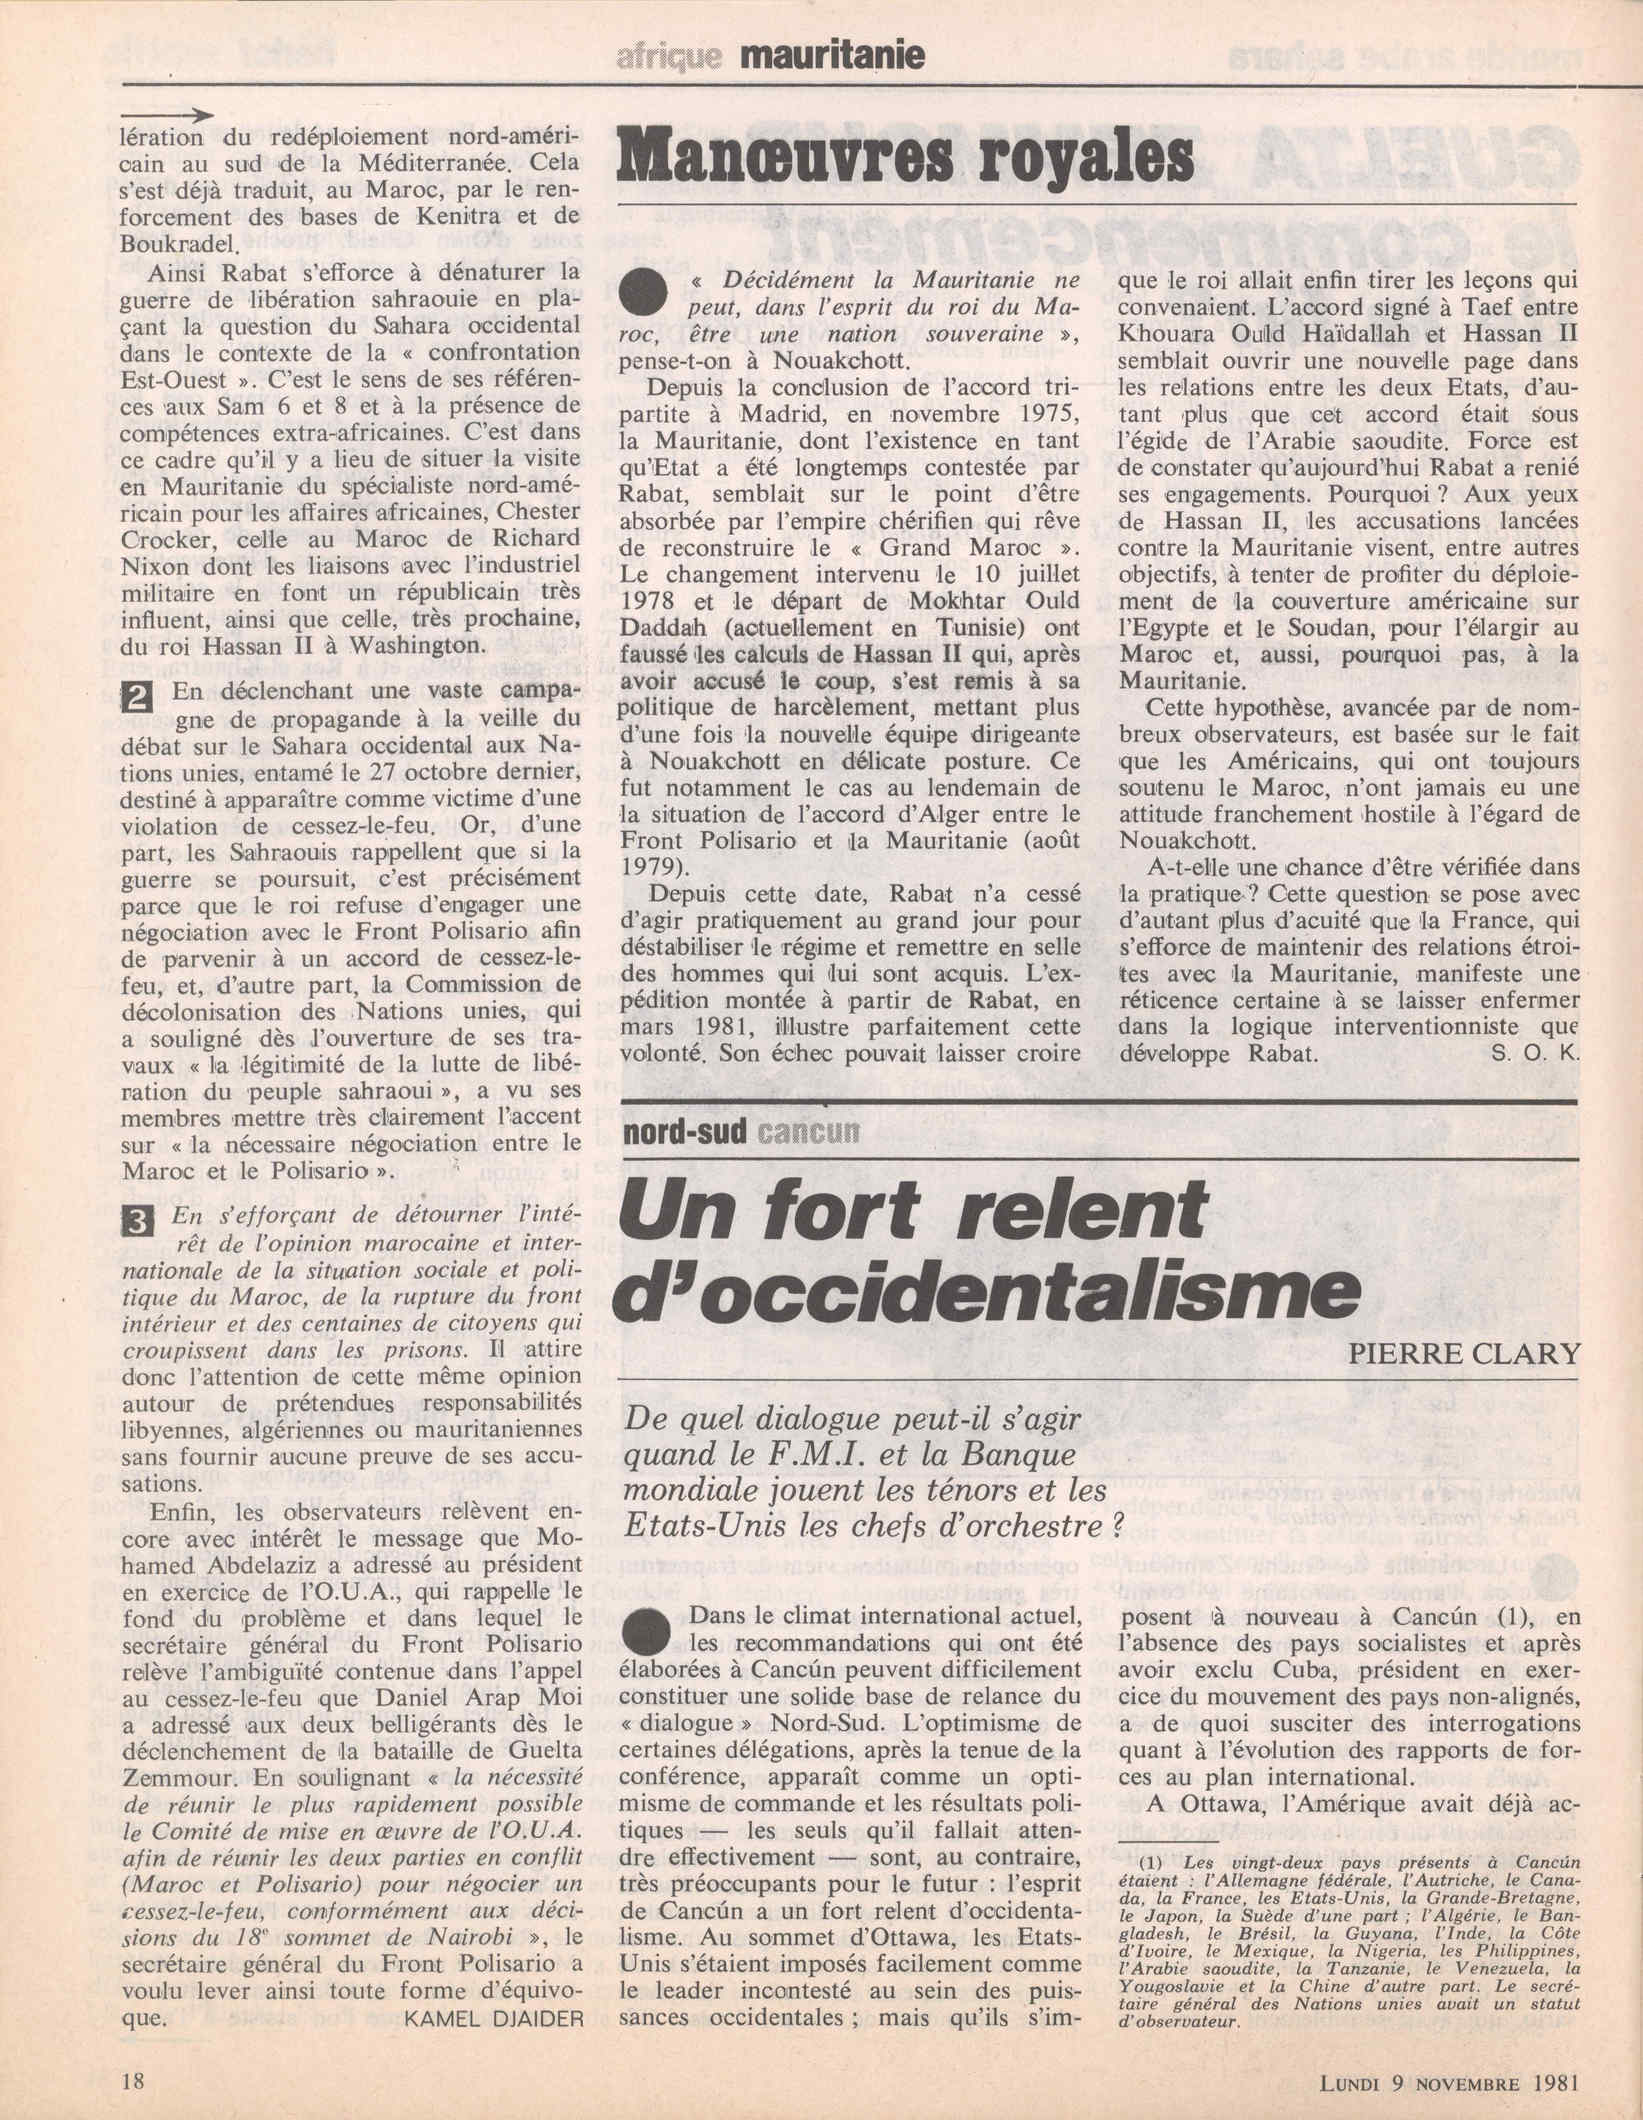 afrique mauritanie
lération du redéploiement nord-améri-
cain au sud de la Méditerranée. Cela
s'est déjà traduit, au Maroc, par le ren-
forcement des bases de Kenitra et de
Boukradel.
Ainsi Rabat s'efforce à dénaturer la
guerre de libération sahraouie en pla-
çant la question du Sahara occidental
dans le contexte de la « confrontation
Est-Ouest ». C'est le sens de ses référen-
ces aux Sam 6 et 8 et à la présence de
compétences extra-africaines. C'est dans
ce cadre qu'il y a lieu de situer la visite
en Mauritanie du spécialiste nord-amé-
ricain pour les affaires africaines, Chester
Crocker, celle au Maroc de Richard
Nixon dont les liaisons avec l'industriel
militaire en font un républicain très
influent, ainsi que celle, très prochaine,
du roi Hassan II à Washington.
2 En déclenchant une vaste campa-
gne de propagande à la veille du
débat sur le Sahara occidental aux Na-
tions unies, entamé le 27 octobre dernier,
destiné à apparaître comme victime d'une
violation de cessez-le-feu. Or, d'une
part, les Sahraouis rappellent que si la
guerre se poursuit, c'est précisément
parce que le roi refuse d'engager une
négociation avec le Front Polisario afin
de parvenir à un accord de cessez-le-
feu, et, d'autre part, la Commission de
décolonisation des Nations unies, qui
a souligné dès l'ouverture de ses tra-
vaux « la légitimité de la lutte de libé-
ration du peuple sahraoui », a vu ses
membres mettre très clairement l'accent
sur « la nécessaire négociation entre le
Maroc et le Polisario ».
3 En s'efforçant de détourner l'inté-
rêt de l'opinion marocaine et inter-
nationale de la situation sociale et poli-
tique du Maroc, de la rupture du front
intérieur et des centaines de citoyens qui
croupissent dans les prisons. Il attire
donc l'attention de cette même opinion
autour de prétendues responsabilités
libyennes, algériennes ou mauritaniennes
sans fournir aucune preuve de ses accu-
sations.
Enfin, les observateurs relèvent en-
core avec intérêt le message que Mo-
hamed Abdelaziz a adressé au président
en exercice de l'O.U.A., qui rappelle le
fond du problème et dans lequel le
secrétaire général du Front Polisario
relève l'ambiguïté contenue dans l'appel
au cessez-le-feu que Daniel Arap Moi
a adressé aux deux belligérants dès le
déclenchement de la bataille de Guelta
Zemmour. En soulignant « la nécessité
de réunir le plus rapidement possible
le Comité de mise en œuvre de l'O.U.A.
afin de réunir les deux parties en conflit
(Maroc et Polisario) pour négocier un
cessez-le-feu, conformément aux déci-
sions du 18e sommet de Nairobi », le
secrétaire général du Front Polisario a
voulu lever ainsi toute forme d'équivo-
que. KAMEL DJAIDER
Manœuvres royales
« Décidément la Mauritanie ne
peut, dans l'esprit du roi du Ma-
roc, être une nation souveraine »,
pense-t-on à Nouakchott.
Depuis la conclusion de l'accord tri-
partite à Madrid, en novembre 1975,
la Mauritanie, dont l'existence en tant
qu'Etat a été longtemps contestée par
Rabat, semblait sur le point d'être
absorbée par l'empire chérifien qui rêve
de reconstruire le « Grand Maroc ».
Le changement intervenu le 10 juillet
1978 et le départ de Mokhtar Ould
Daddah (actuellement en Tunisie) ont
faussé les calculs de Hassan II qui, après
avoir accusé le coup, s'est remis à sa
politique de harcèlement, mettant plus
d'une fois la nouvelle équipe dirigeante
à Nouakchott en délicate posture. Ce
fut notamment le cas au lendemain de
la situation de l'accord d'Alger entre le
Front Polisario et la Mauritanie (août
1979).
Depuis cette date, Rabat n'a cessé
d'agir pratiquement au grand jour pour
déstabiliser le régime et remettre en selle
des hommes qui lui sont acquis. L'ex-
pédition montée à partir de Rabat, en
mars 1981, illustre parfaitement cette
volonté. Son échec pouvait laisser croire
que le roi allait enfin tirer les leçons qui
convenaient. L'accord signé à Taef entre
Khouara Ould Haïdallah et Hassan II
semblait ouvrir une nouvelle page dans
les relations entre les deux Etats, d'au-
tant plus que cet accord était sous
l'égide de l'Arabie saoudite. Force est
de constater qu'aujourd'hui Rabat a renié
ses engagements. Pourquoi ? Aux yeux
de Hassan II, les accusations lancées
contre la Mauritanie visent, entre autres
objectifs, à tenter de profiter du déploie-
ment de la couverture américaine sur
l'Egypte et le Soudan, pour l'élargir au
Maroc et, aussi, pourquoi pas, à la
Mauritanie.
Cette hypothèse, avancée par de nom-
breux observateurs, est basée sur le fait
que les Américains, qui ont toujours
soutenu le Maroc, n'ont jamais eu une
attitude franchement hostile à l'égard de
Nouakchott.
A-t-elle une chance d'être vérifiée dans
la pratique ? Cette question se pose avec
d'autant plus d'acuité que la France, qui
s'efforce de maintenir des relations étroi-
tes avec la Mauritanie, manifeste une
réticence certaine à se laisser enfermer
dans la logique interventionniste que
développe Rabat. S. O. K.
nord-sud cancun
Un fort relent
d'occidentalisme
PIERRE CLARY
De quel dialogue peut-il s'agir
quand le F.M.I. et la Banque
mondiale jouent les ténors et les
Etats-Unis les chefs d'orchestre ?
Dans le climat international actuel,
les recommandations qui ont été
élaborées à Cancún peuvent difficilement
constituer une solide base de relance du
« dialogue » Nord-Sud. L'optimisme de
certaines délégations, après la tenue de la
conférence, apparaît comme un opti-
misme de commande et les résultats poli-
tiques — les seuls qu'il fallait atten-
dre effectivement — sont, au contraire,
très préoccupants pour le futur : l'esprit
de Cancún a un fort relent d'occidenta-
lisme. Au sommet d'Ottawa, les Etats-
Unis s'étaient imposés facilement comme
le leader incontesté au sein des puis-
sances occidentales ; mais qu'ils s'im-
posent à nouveau à Cancún (1), en
l'absence des pays socialistes et après
avoir exclu Cuba, président en exer-
cice du mouvement des pays non-alignés,
a de quoi susciter des interrogations
quant à l'évolution des rapports de for-
ces au plan international.
A Ottawa, l'Amérique avait déjà ac-
(1) Les vingt-deux pays présents à Cancún
étaient : l'Allemagne fédérale, l'Autriche, le Cana-
da, la France, les Etats-Unis, la Grande-Bretagne,
le Japon, la Suède d'une part ; l'Algérie, le Ban-
gladesh, le Brésil, la Guyana, l'Inde, la Côte
d'Ivoire, le Mexique, la Nigeria, les Philippines,
l'Arabie saoudite, la Tanzanie, le Venezuela, la
Yougoslavie et la Chine d'autre part. Le secré-
taire général des Nations unies avait un statut
d'observateur.
18
LUNDI 9 NOVEMBRE 1981